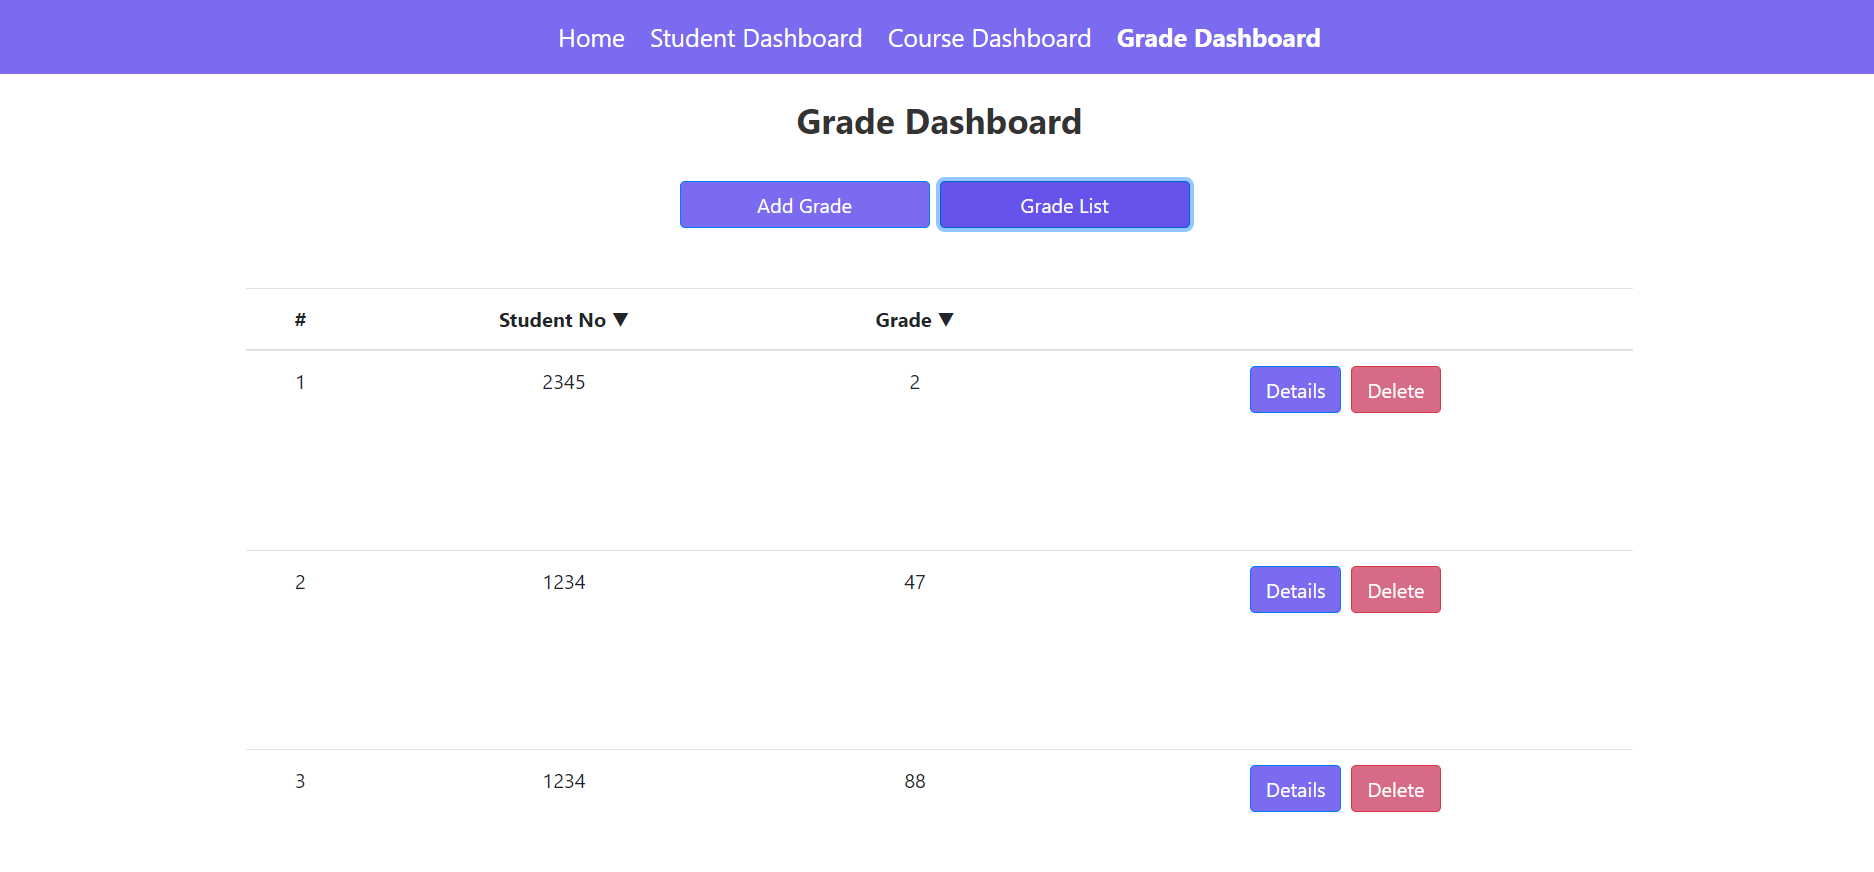 Home Student Dashboard Course Dashboard Grade Dashboard
Grade Dashboard
Add Grade Grade List
# Student No ▼ Grade ▼
1 2345 2 Details Delete
2 1234 47 Details Delete
3 1234 88 Details Delete